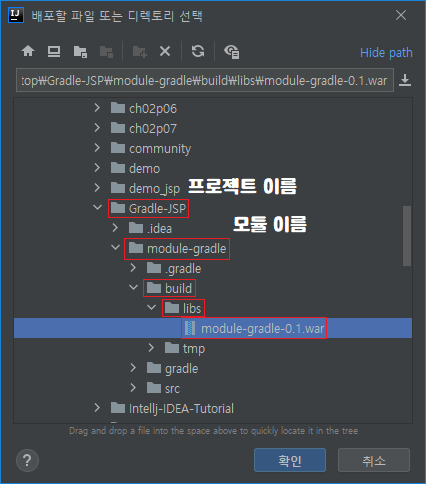 IJ 배포할 파일 또는 디렉토리 선택
Hide path
top₩Gradle-JSP₩module-gradle₩build₩libs₩module-gradle-0.1.war
ch02p06
ch02p07
community
demo
demo_jsp 프로젝트 이름
Gradle-JSP
.idea 모듈 이름
module-gradle
.gradle
build
libs
module-gradle-0.1.war
tmp
gradle
src
Intellj-IDEA-Tutorial
Drag and drop a file into the space above to quickly locate it in the tree
? 확인 취소